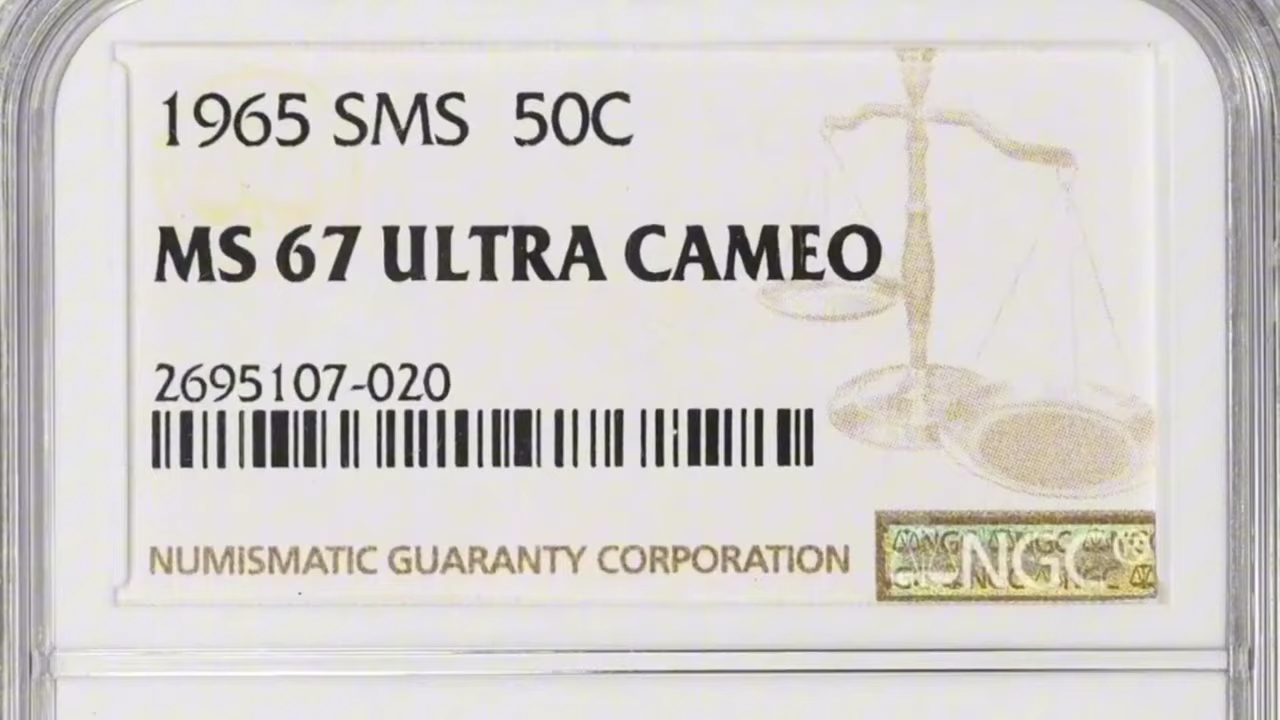 1965 SMS 50C
MS 67 ULTRA CAMEO
2695107-020
NUMISMATIC GUARANTY CORPORATION
NGC